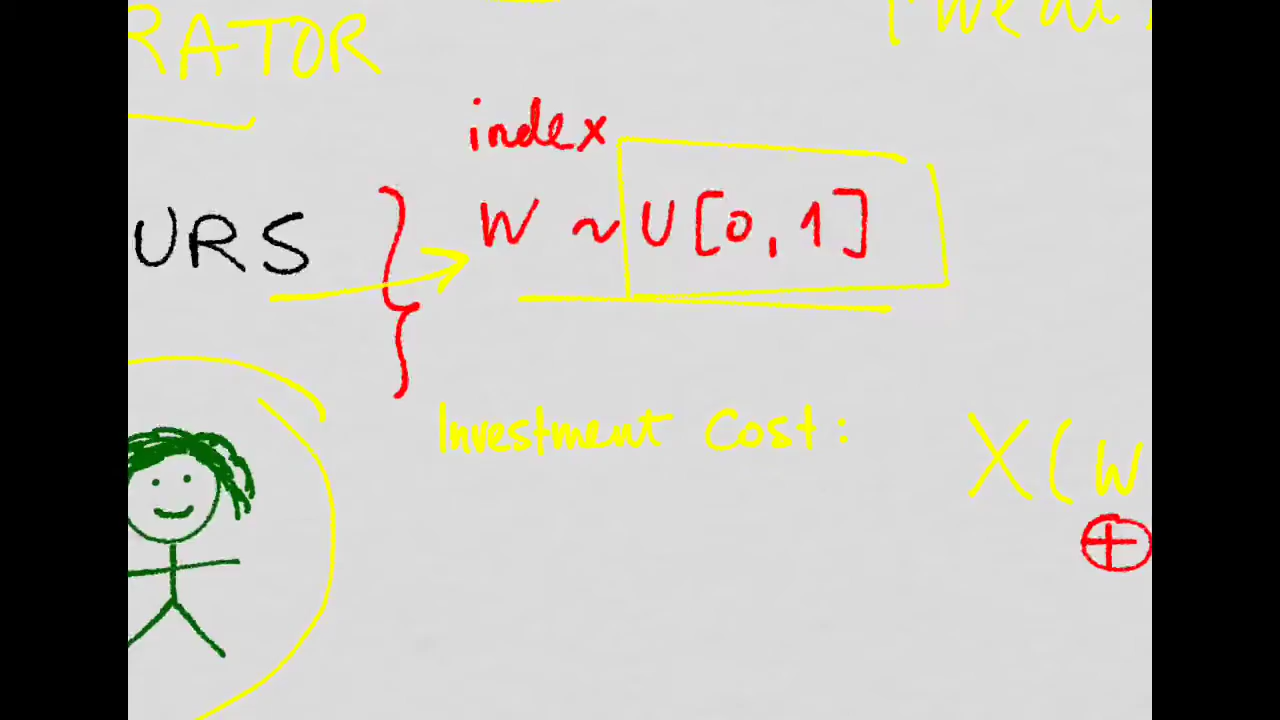 RATOR
index
URS
W ~ U[0,1]
Investment Cost: X(W
+